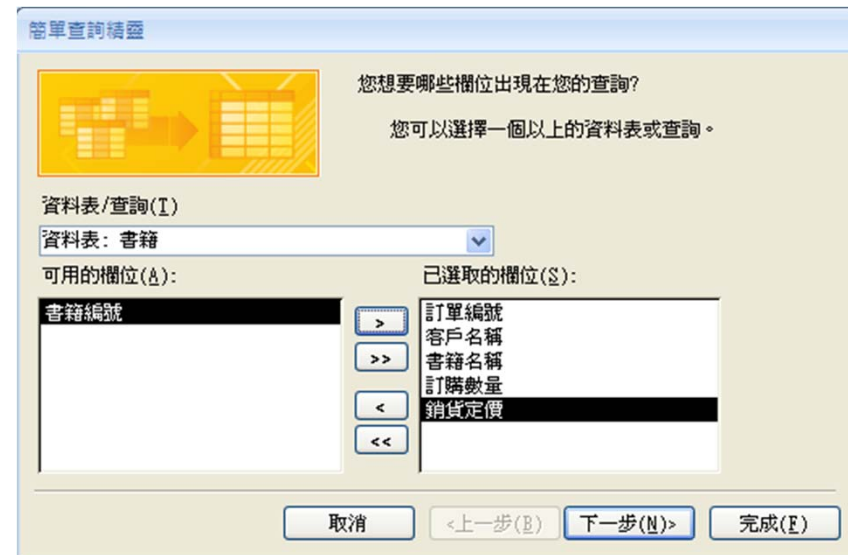 簡單查詢精靈
您想要哪些欄位出現在您的查詢?
您可以選擇一個以上的資料表或查詢。
資料表/查詢(T)
資料表: 書籍
可用的欄位(A):
已選取的欄位(S):
書籍編號
>
>>
<
<<
訂單編號
客戶名稱
書籍名稱
訂購數量
銷貨定價
取消
<上一步(B)
下一步(N)>
完成(F)